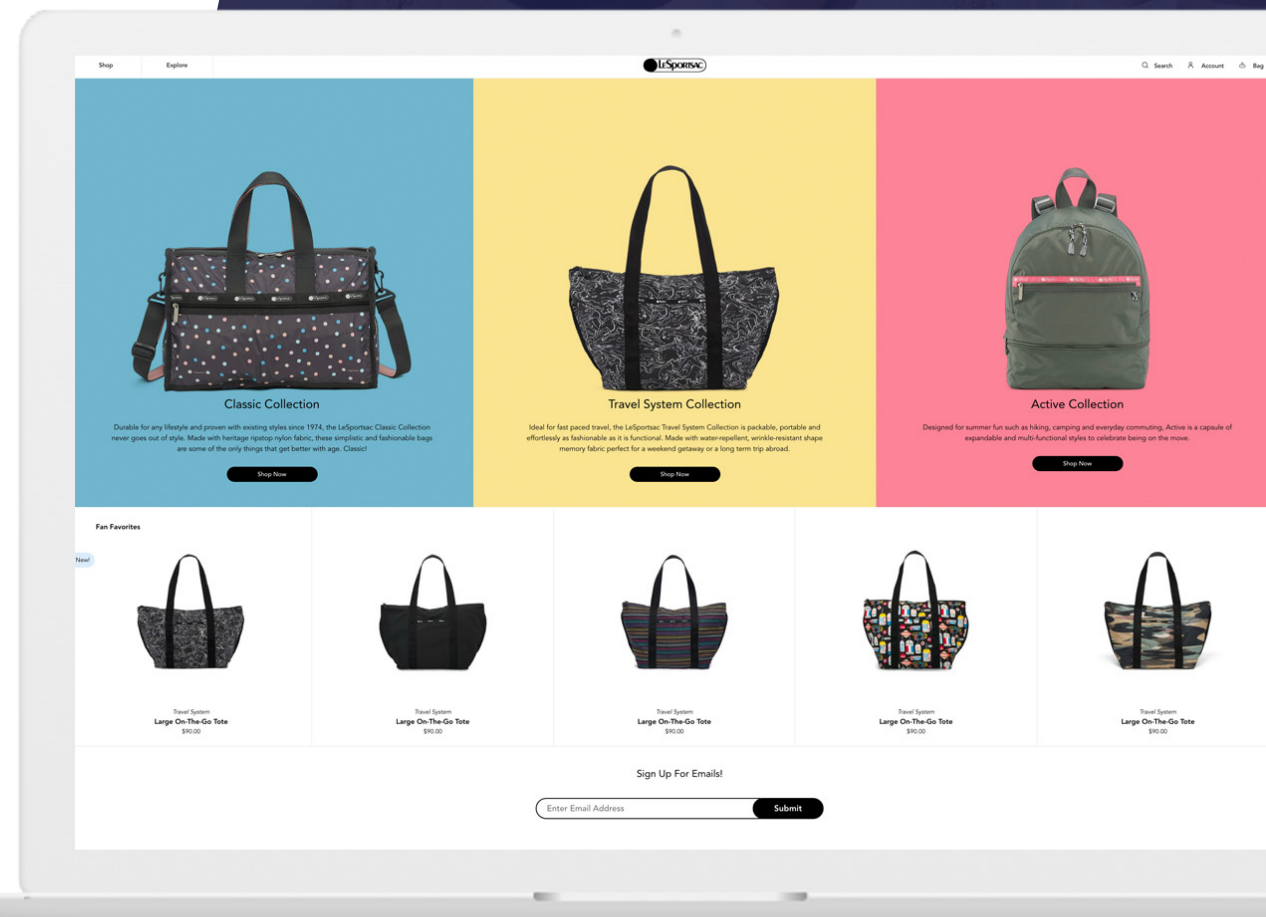 Shop
Explore
LeSportsac
Search
Account
Bag
Classic Collection
Durable for any lifestyle and proven with existing styles since 1974, the LeSportsac Classic Collection
never goes out of style. Made with heritage ripstop nylon fabric, these simplistic and fashionable bags
are some of the only things that get better with age. Classic!
Shop Now
Travel System Collection
Ideal for fast paced travel, the LeSportsac Travel System Collection is packable, portable and
effortlessly as fashionable as it is functional. Made with water-repellent, wrinkle-resistant shape
memory fabric perfect for a weekend getaway or a long term trip abroad.
Shop Now
Active Collection
Designed for summer fun such as hiking, camping and everyday commuting, Active is a capsule of
expandable and multi-functional styles to celebrate being on the move.
Shop Now
Fan Favorites
New!
Travel System
Large On-The-Go Tote
$90.00
Travel System
Large On-The-Go Tote
$90.00
Travel System
Large On-The-Go Tote
$90.00
Travel System
Large On-The-Go Tote
$90.00
Travel System
Large On-The-Go Tote
$90.00
Sign Up For Emails!
Enter Email Address
Submit